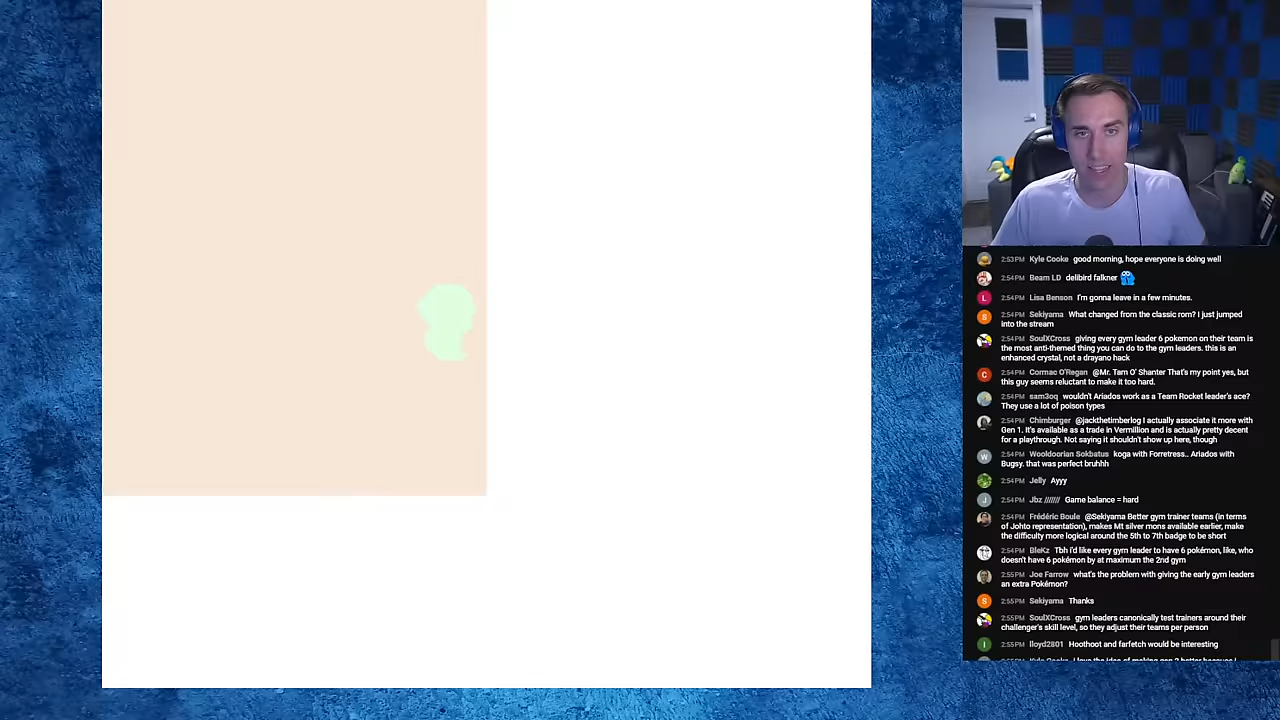 2:53PM Kyle Cooke good morning, hope everyone is doing well
2:54PM Beam LD delibird falkner
2:54PM Lisa Benson I'm gonna leave in a few minutes.
2:54PM Sekiyama What changed from the classic rom? I just jumped
into the stream
2:54PM SoulXCross giving every gym leader 6 pokemon on their team is
the most anti-themed thing you can do to the gym leaders. this is an
enhanced crystal, not a drayano hack
2:54PM Cormac O'Regan @Mr. Tam O' Shanter That's my point yes, but
this guy seems reluctant to make it too hard.
2:54PM sam3oq wouldn't Ariados work as a Team Rocket leader's ace?
They use a lot of poison types
2:54PM Chimburger @jackthetimberlog I actually associate it more with
Gen 1. It's available as a trade in Vermillion and is actually pretty decent
for a playthrough. Not saying it shouldn't show up here, though
2:54PM Wooldoorian Sokbatus koga with Forretress.. Ariados with
Bugsy. that was perfect bruhhh
2:54PM Jelly Ayyy
2:54PM Jbz /////// Game balance = hard
2:54PM Frédéric Boule @Sekiyama Better gym trainer teams (in terms
of Johto representation), makes Mt silver mons available earlier, make
the difficulty more logical around the 5th to 7th badge to be short
2:54PM BleKz Tbh i'd like every gym leader to have 6 pokémon, like, who
doesn't have 6 pokémon by at maximum the 2nd gym
2:55PM Joe Farrow what's the problem with giving the early gym leaders
an extra Pokémon?
2:55PM Sekiyama Thanks
2:55PM SoulXCross gym leaders canonically test trainers around their
challenger's skill level, so they adjust their teams per person
2:55PM lloyd2801 Hoothoot and farfetch would be interesting